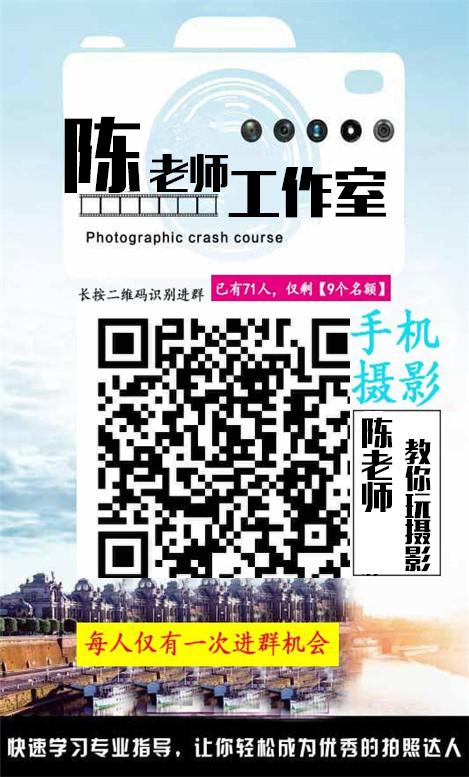 陈老师工作室
Photographic crash course
长按二维码识别进群
已有71人，仅剩【9个名额】
手机
摄影
陈老师
教你玩摄影
每人仅有一次进群机会
快速学习专业指导，让你轻松成为优秀的拍照达人